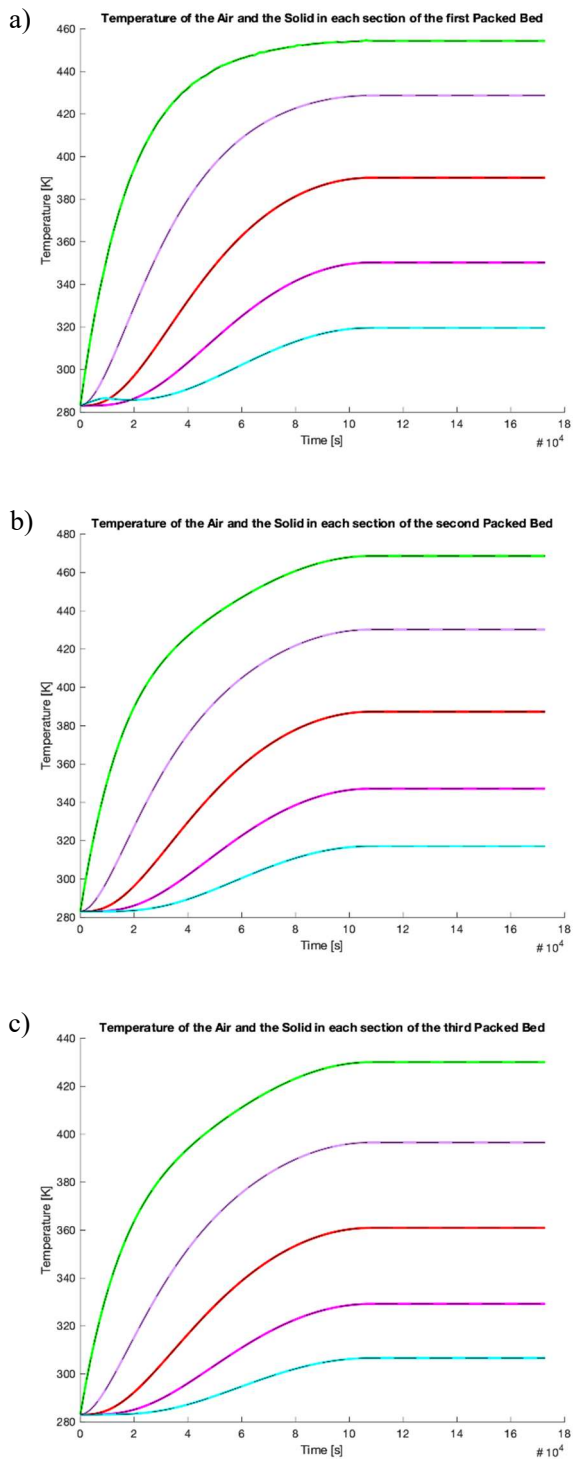 a)
Temperature of the Air and the Solid in each section of the first Packed Bed
460
440
420
400
380
360
340
320
300
280
Temperature [K]
0 2 4 6 8 10 12 14 16 18
Time [s]
# 10^4
b)
Temperature of the Air and the Solid in each section of the second Packed Bed
480
460
440
420
400
380
360
340
320
300
280
Temperature [K]
0 2 4 6 8 10 12 14 16 18
Time [s]
# 10^4
c)
Temperature of the Air and the Solid in each section of the third Packed Bed
440
420
400
380
360
340
320
300
280
Temperature [K]
0 2 4 6 8 10 12 14 16 18
Time [s]
# 10^4